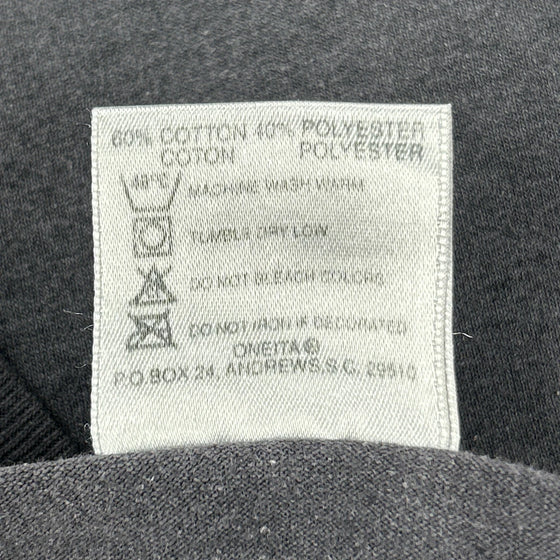 60% COTTON 40% POLYESTER
COTON POLYESTER
MACHINE WASH WARM
TUMBLE DRY LOW
DO NOT BLEACH COLORS
DO NOT IRON IF DECORATED
ONEITA®
P.O.BOX 24, ANDREWS,S.C. 29510